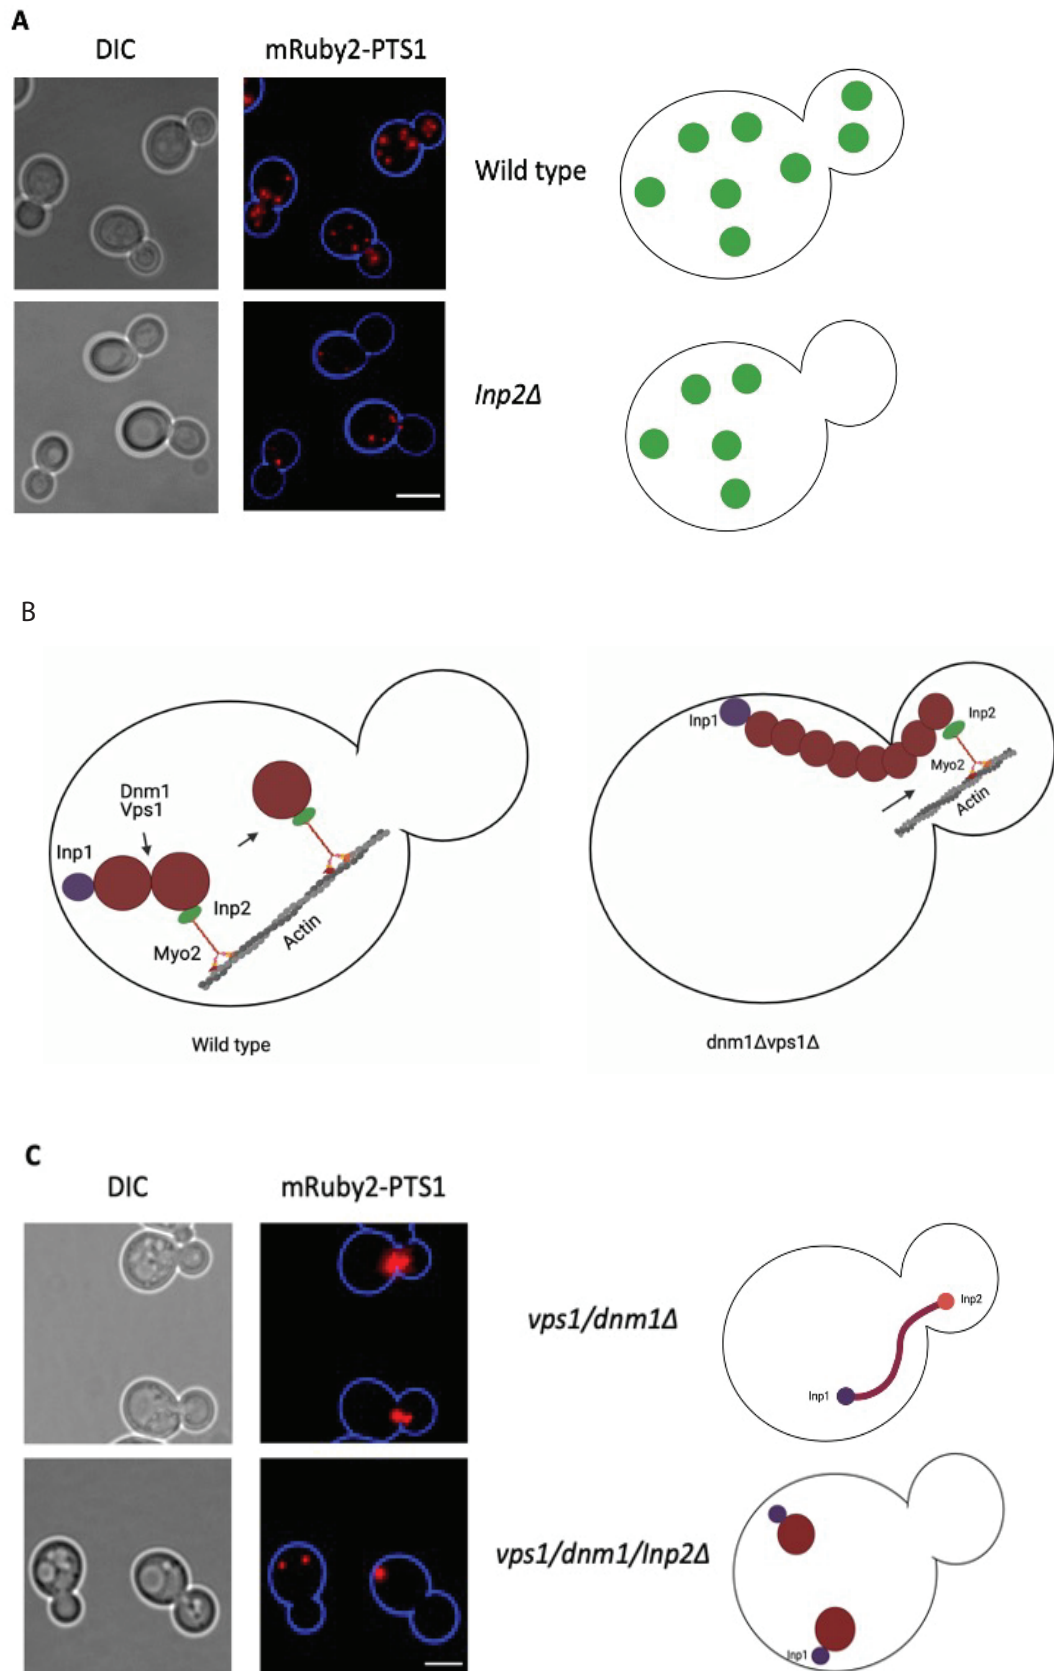 A
DIC
mRuby2-PTS1
Wild type
Inp2Δ
B
Dnm1
Vps1
Inp1
Inp2
Myo2
Actin
Wild type
Inp1
Inp2
Myo2
Actin
dnm1Δvps1Δ
C
DIC
mRuby2-PTS1
vps1/dnm1Δ
Inp2
Inp1
vps1/dnm1/Inp2Δ
Inp1